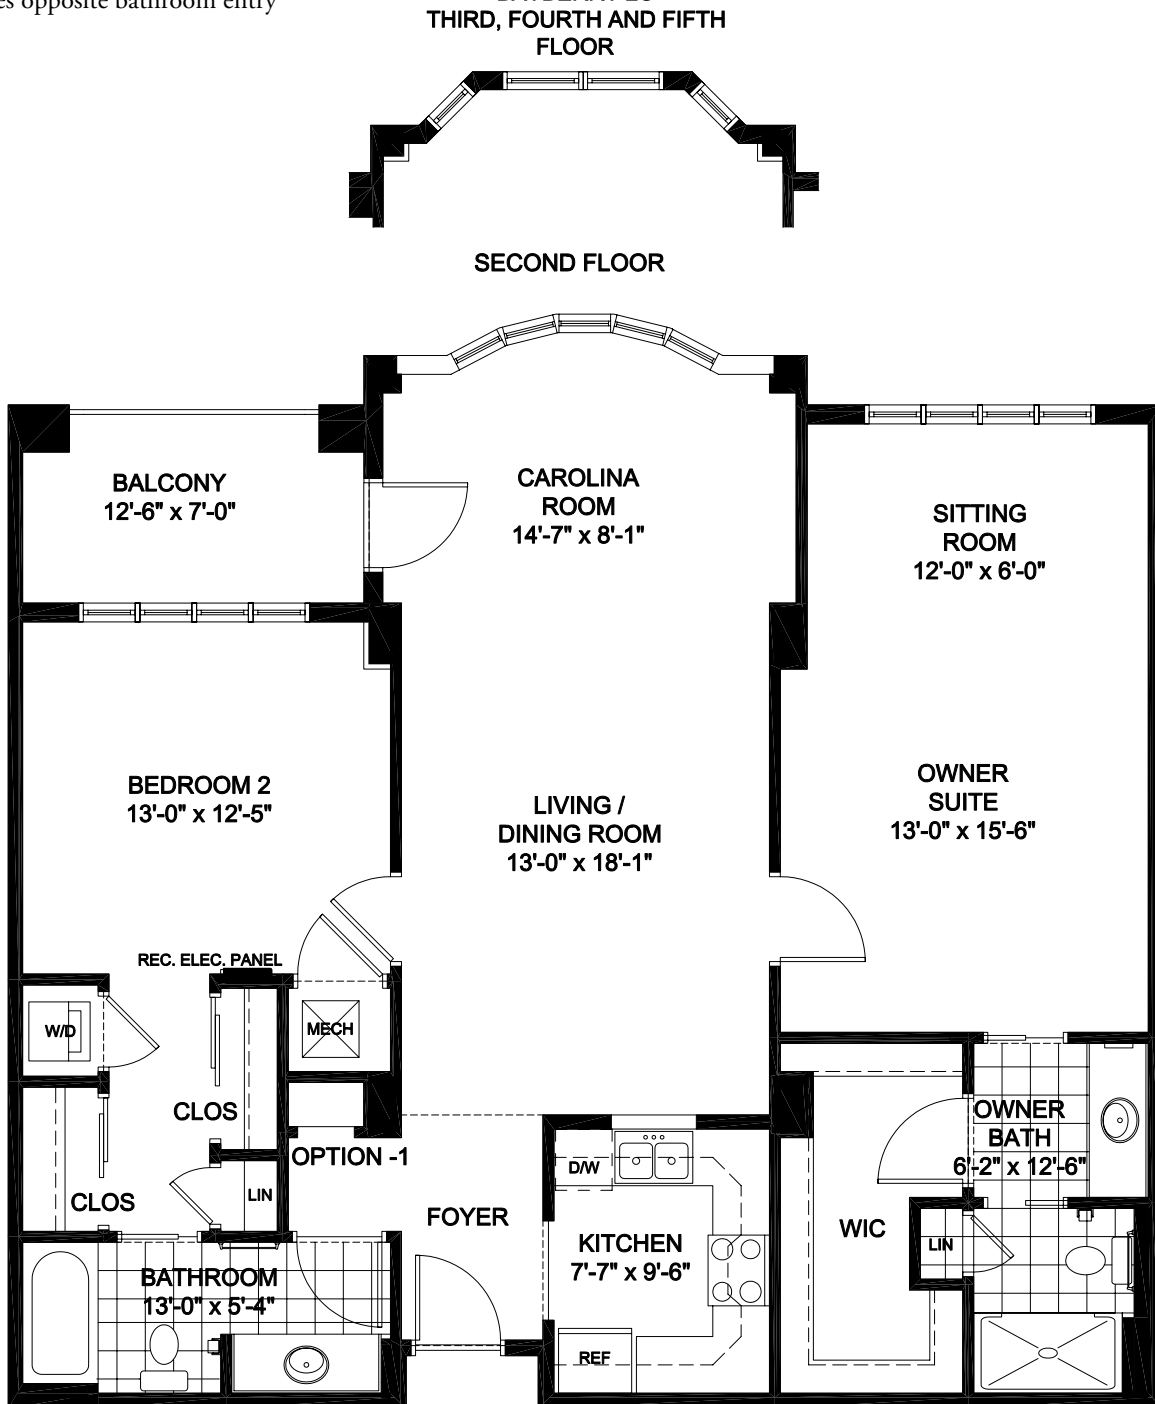 opposite bathroom entry
THIRD, FOURTH AND FIFTH
FLOOR
SECOND FLOOR
BALCONY
12'-6" x 7'-0"
CAROLINA
ROOM
14'-7" x 8'-1"
SITTING
ROOM
12'-0" x 6'-0"
BEDROOM 2
13'-0" x 12'-5"
LIVING /
DINING ROOM
13'-0" x 18'-1"
OWNER
SUITE
13'-0" x 15'-6"
REC. ELEC. PANEL
W/D
MECH
CLOS
OPTION -1
CLOS
LIN
FOYER
D/W
KITCHEN
7'-7" x 9'-6"
REF
OWNER
BATH
6'-2" x 12'-6"
WIC
LIN
BATHROOM
13'-0" x 5'-4"